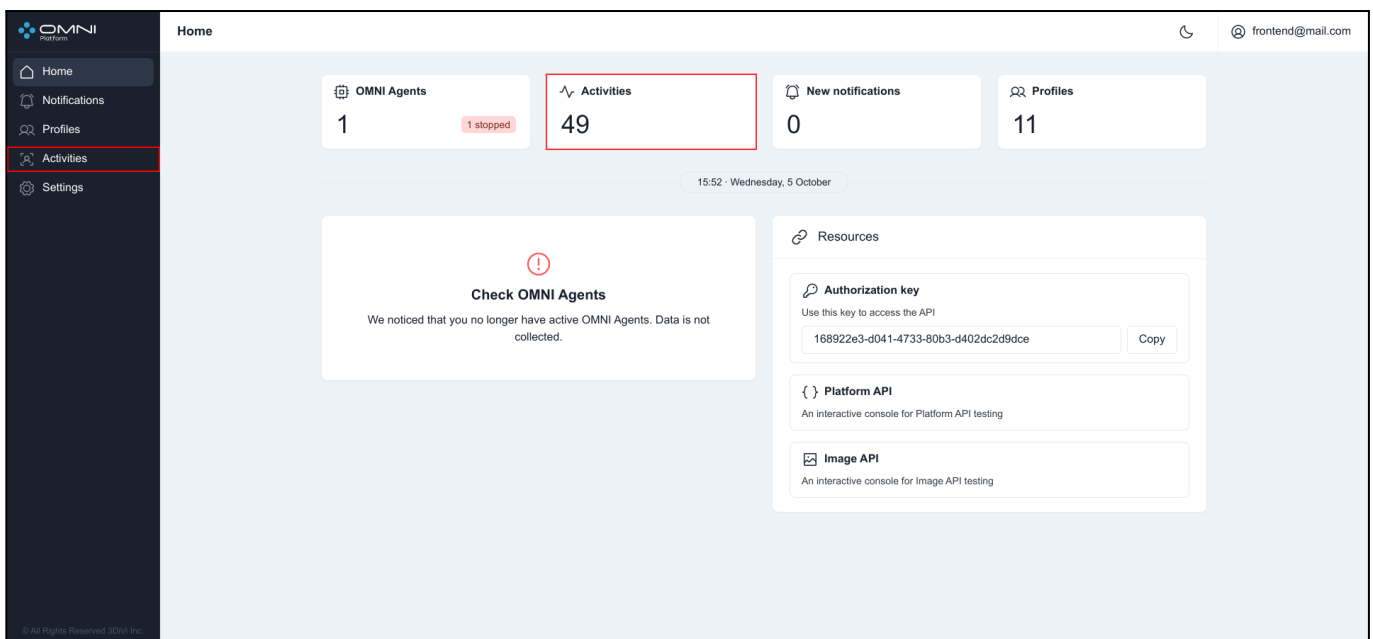 OMNI
Platform
Home
frontend@mail.com
Home
Notifications
Profiles
Activities
Settings
OMNI Agents
1
1 stopped
Activities
49
New notifications
0
Profiles
11
15:52 · Wednesday, 5 October
Check OMNI Agents
We noticed that you no longer have active OMNI Agents. Data is not
collected.
Resources
Authorization key
Use this key to access the API
168922e3-d041-4733-80b3-d402dc2d9dce
Copy
{ } Platform API
An interactive console for Platform API testing
Image API
An interactive console for Image API testing
© All Rights Reserved 3DiVi Inc.